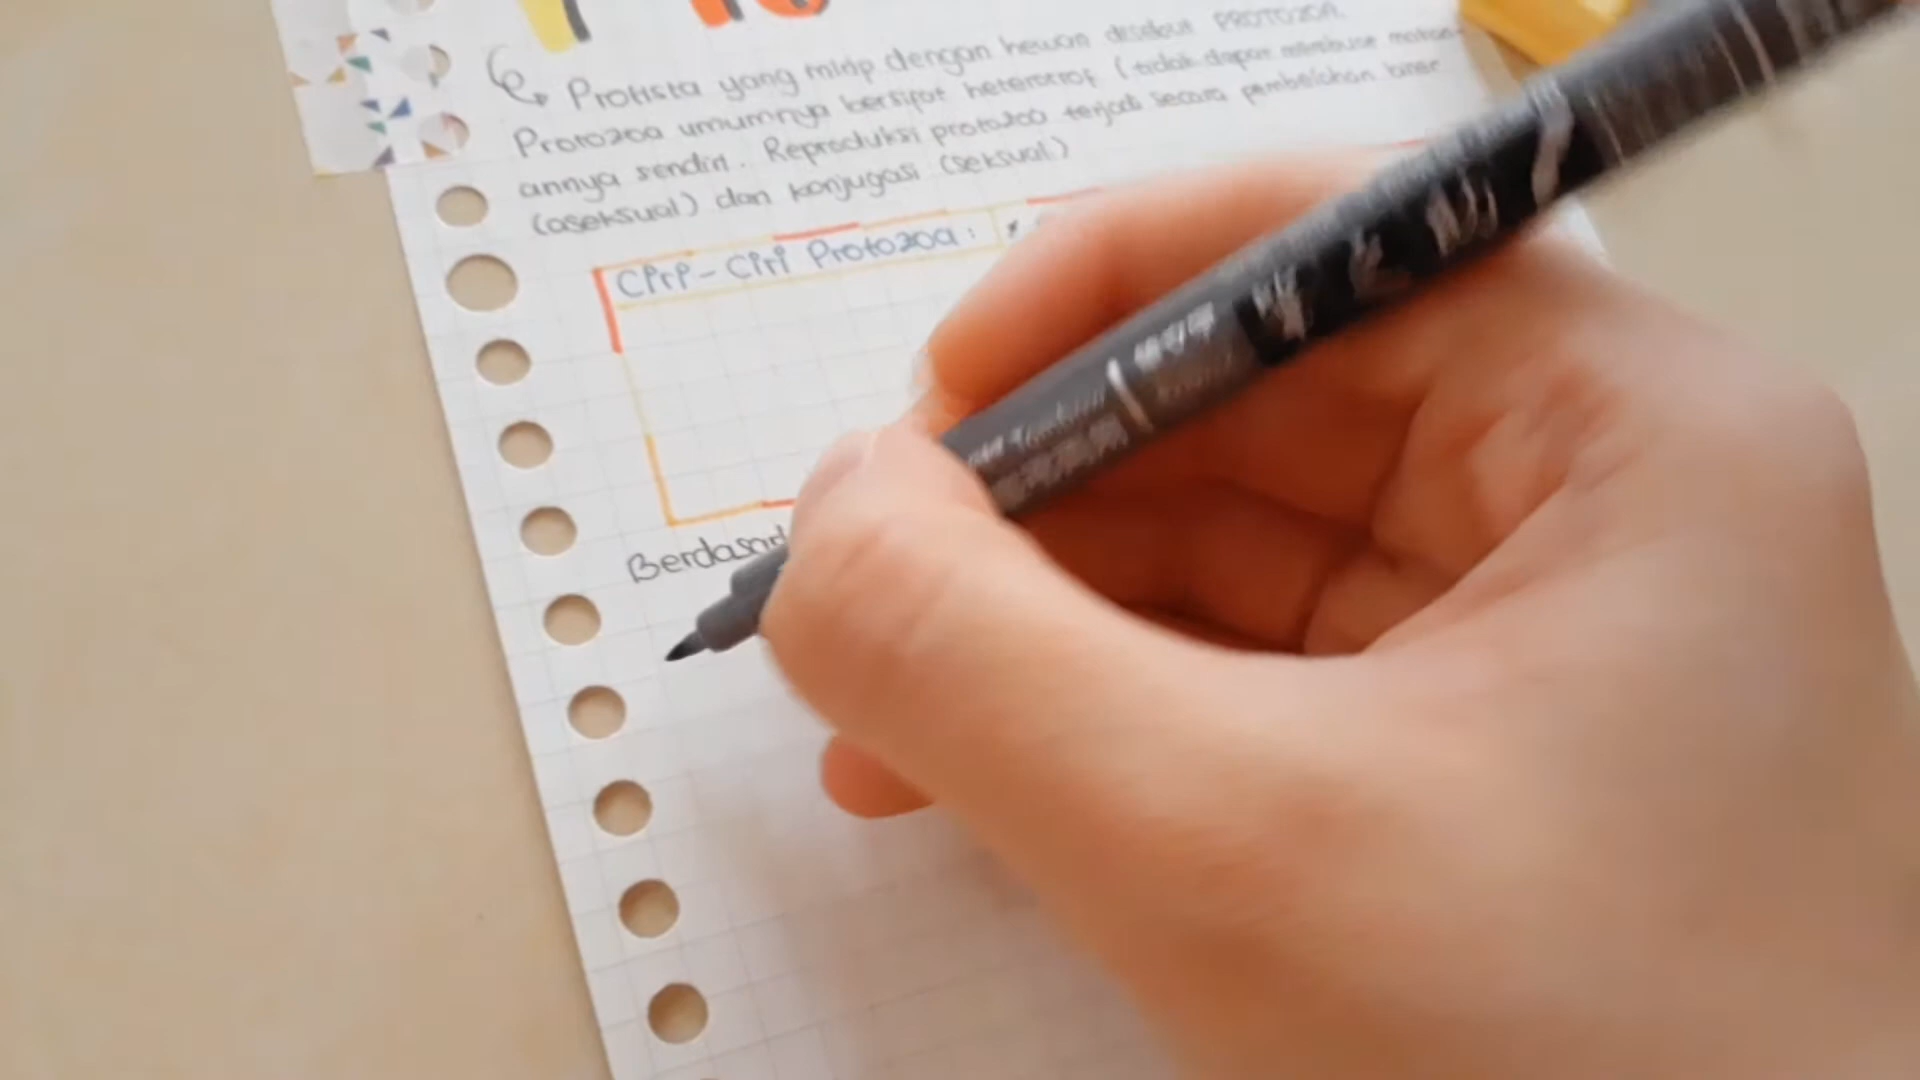 Protista yang mirip dengan hewan disebut PROTOZOA.
Protozoa umumnya bersifat heterotrof (tidak dapat membuat makan-
annya sendiri. Reproduksi protozoa terjadi secara pembelahan biner
(aseksual) dan konjugasi (seksual)
Ciri-Ciri Protozoa:
Berdasark